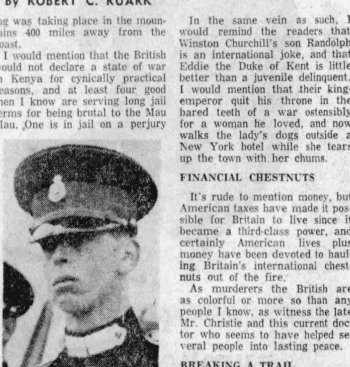 By ROBERT C. RUARK
ng was taking place in the moun-
ains 400 miles away from the
oast.
I would mention that the British
ould not declare a state of war
n Kenya for cynically practical
easons, and at least four good
nen I know are serving long jail
erms for being brutal to the Mau
Mau. One is in jail on a perjury
In the same vein as such, I
would remind the readers that
Winston Churchill's son Randolph
is an international joke, and that
Eddie the Duke of Kent is little
better than a juvenile delinquent.
I would mention that their king-
emperor quit his throne in the
bared teeth of a war ostensibly
for a woman he loved, and now
walks the lady's dogs outside a
New York hotel while she tears
up the town with her chums.
FINANCIAL CHESTNUTS
It's rude to mention money, but
American taxes have made it pos-
sible for Britain to live since it
became a third-class power, and
certainly American lives plus
money have been devoted to haul-
ing Britain's international chest-
nuts out of the fire.
As murderers the British are
as colorful or more so than any
people I know, as witness the late
Mr. Christie and this current doc-
tor who seems to have helped se-
veral people into lasting peace.
BREAKING A TRAIL